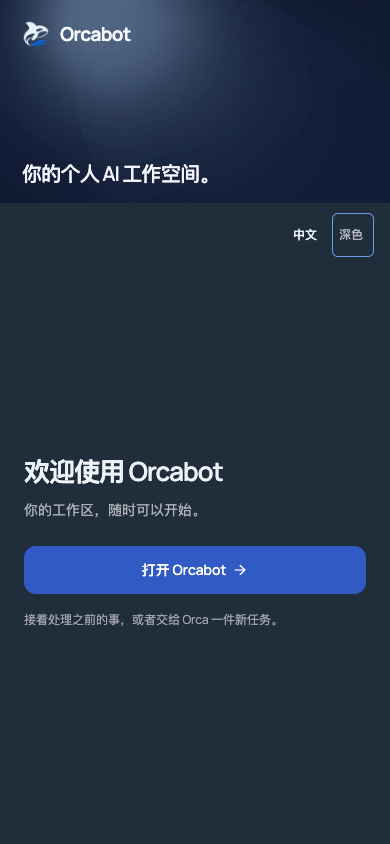 Orcabot
你的个人 AI 工作空间。
中文
深色
欢迎使用 Orcabot
你的工作区，随时可以开始。
打开 Orcabot →
接着处理之前的事，或者交给 Orca 一件新任务。